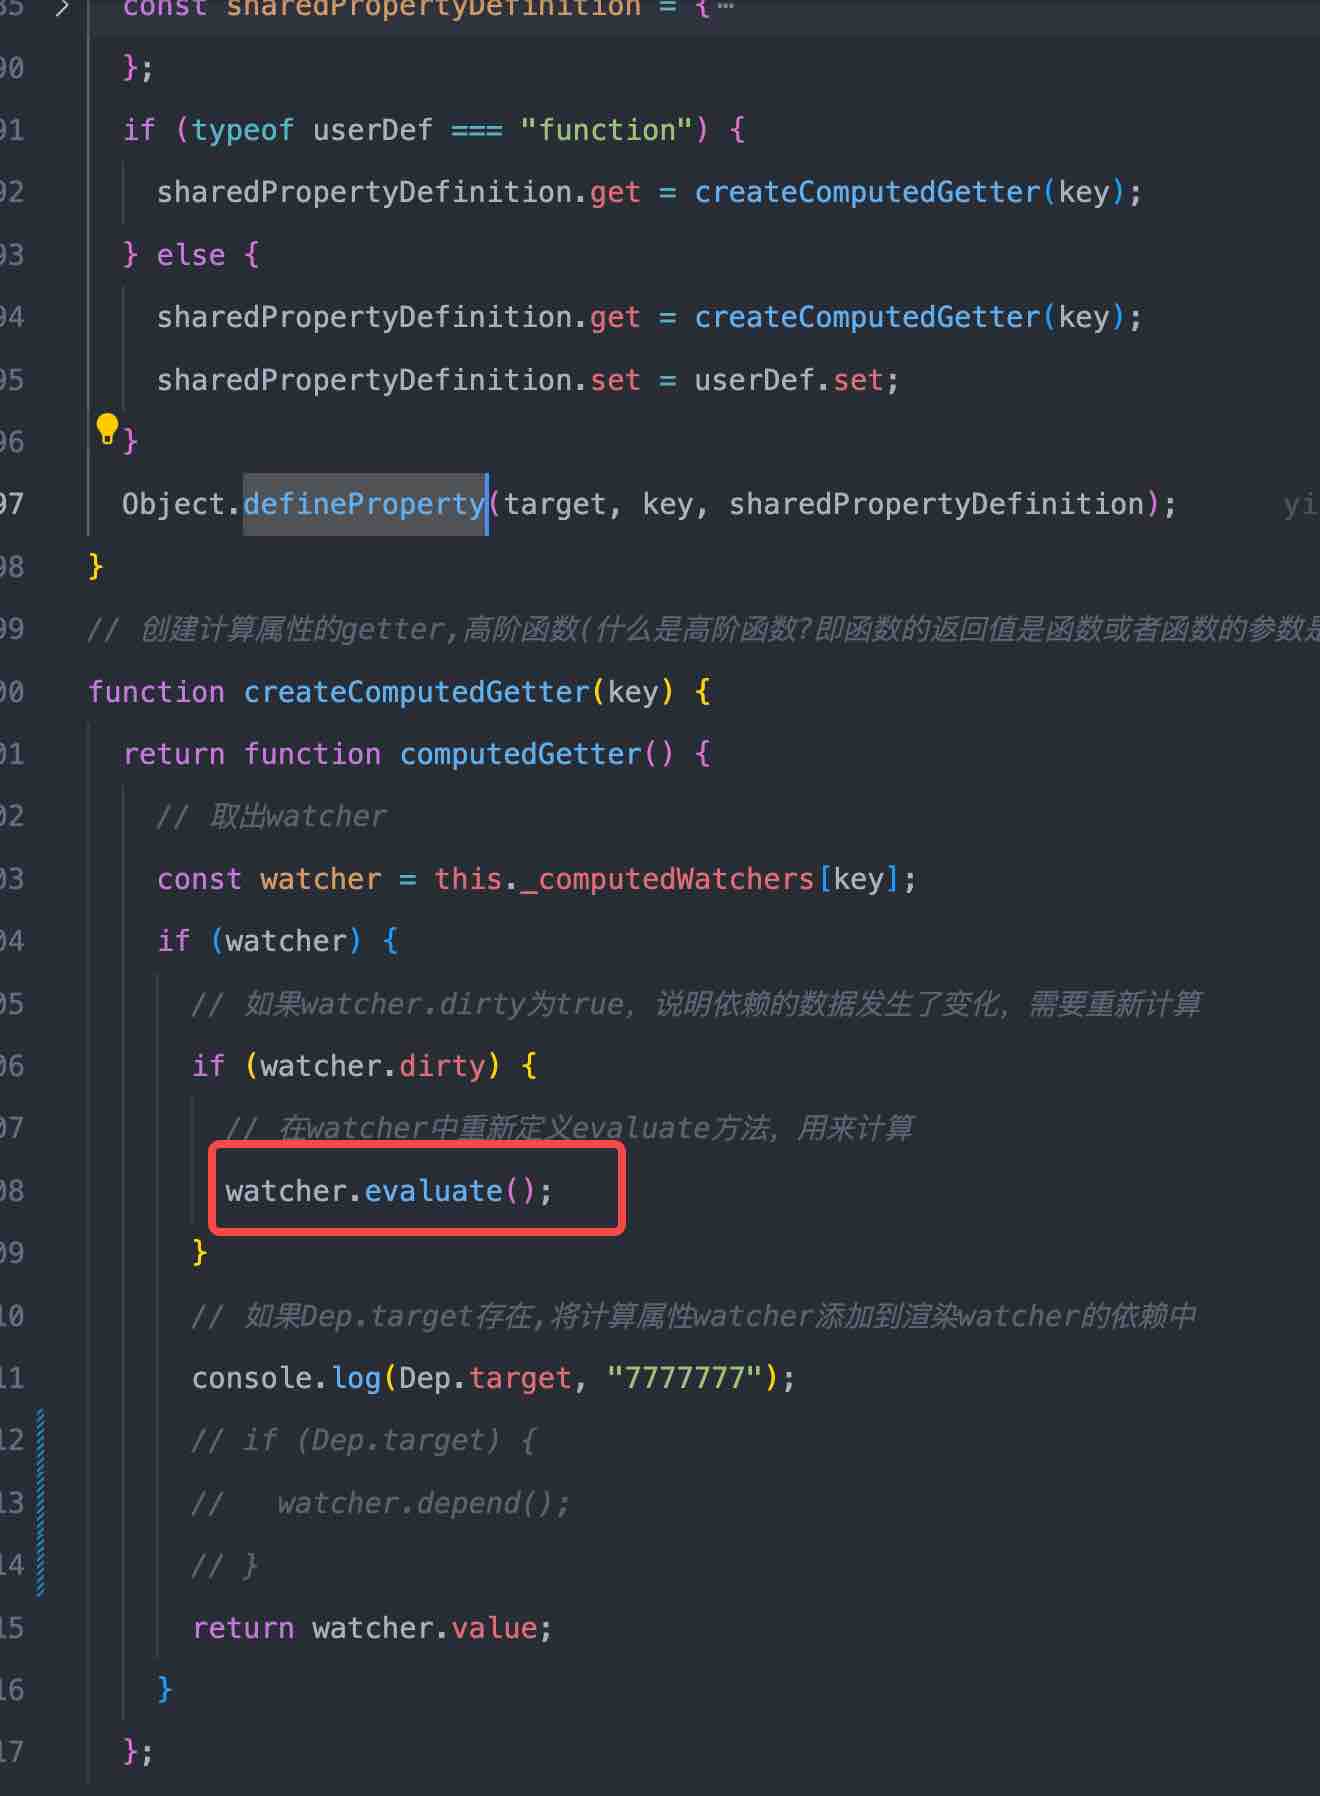 35 const sharedPropertyDefinition = {…
90 };
91 if (typeof userDef === "function") {
92 sharedPropertyDefinition.get = createComputedGetter(key);
93 } else {
94 sharedPropertyDefinition.get = createComputedGetter(key);
95 sharedPropertyDefinition.set = userDef.set;
96 }
97 Object.defineProperty(target, key, sharedPropertyDefinition); yi
98 }
99 // 创建计算属性的getter,高阶函数(什么是高阶函数?即函数的返回值是函数或者函数的参数是
00 function createComputedGetter(key) {
01 return function computedGetter() {
02 // 取出watcher
03 const watcher = this._computedWatchers[key];
04 if (watcher) {
05 // 如果watcher.dirty为true，说明依赖的数据发生了变化，需要重新计算
06 if (watcher.dirty) {
07 // 在watcher中重新定义evaluate方法，用来计算
08 watcher.evaluate();
09 }
10 // 如果Dep.target存在,将计算属性watcher添加到渲染watcher的依赖中
11 console.log(Dep.target, "7777777");
12 // if (Dep.target) {
13 //   watcher.depend();
14 // }
15 return watcher.value;
16 }
17 };